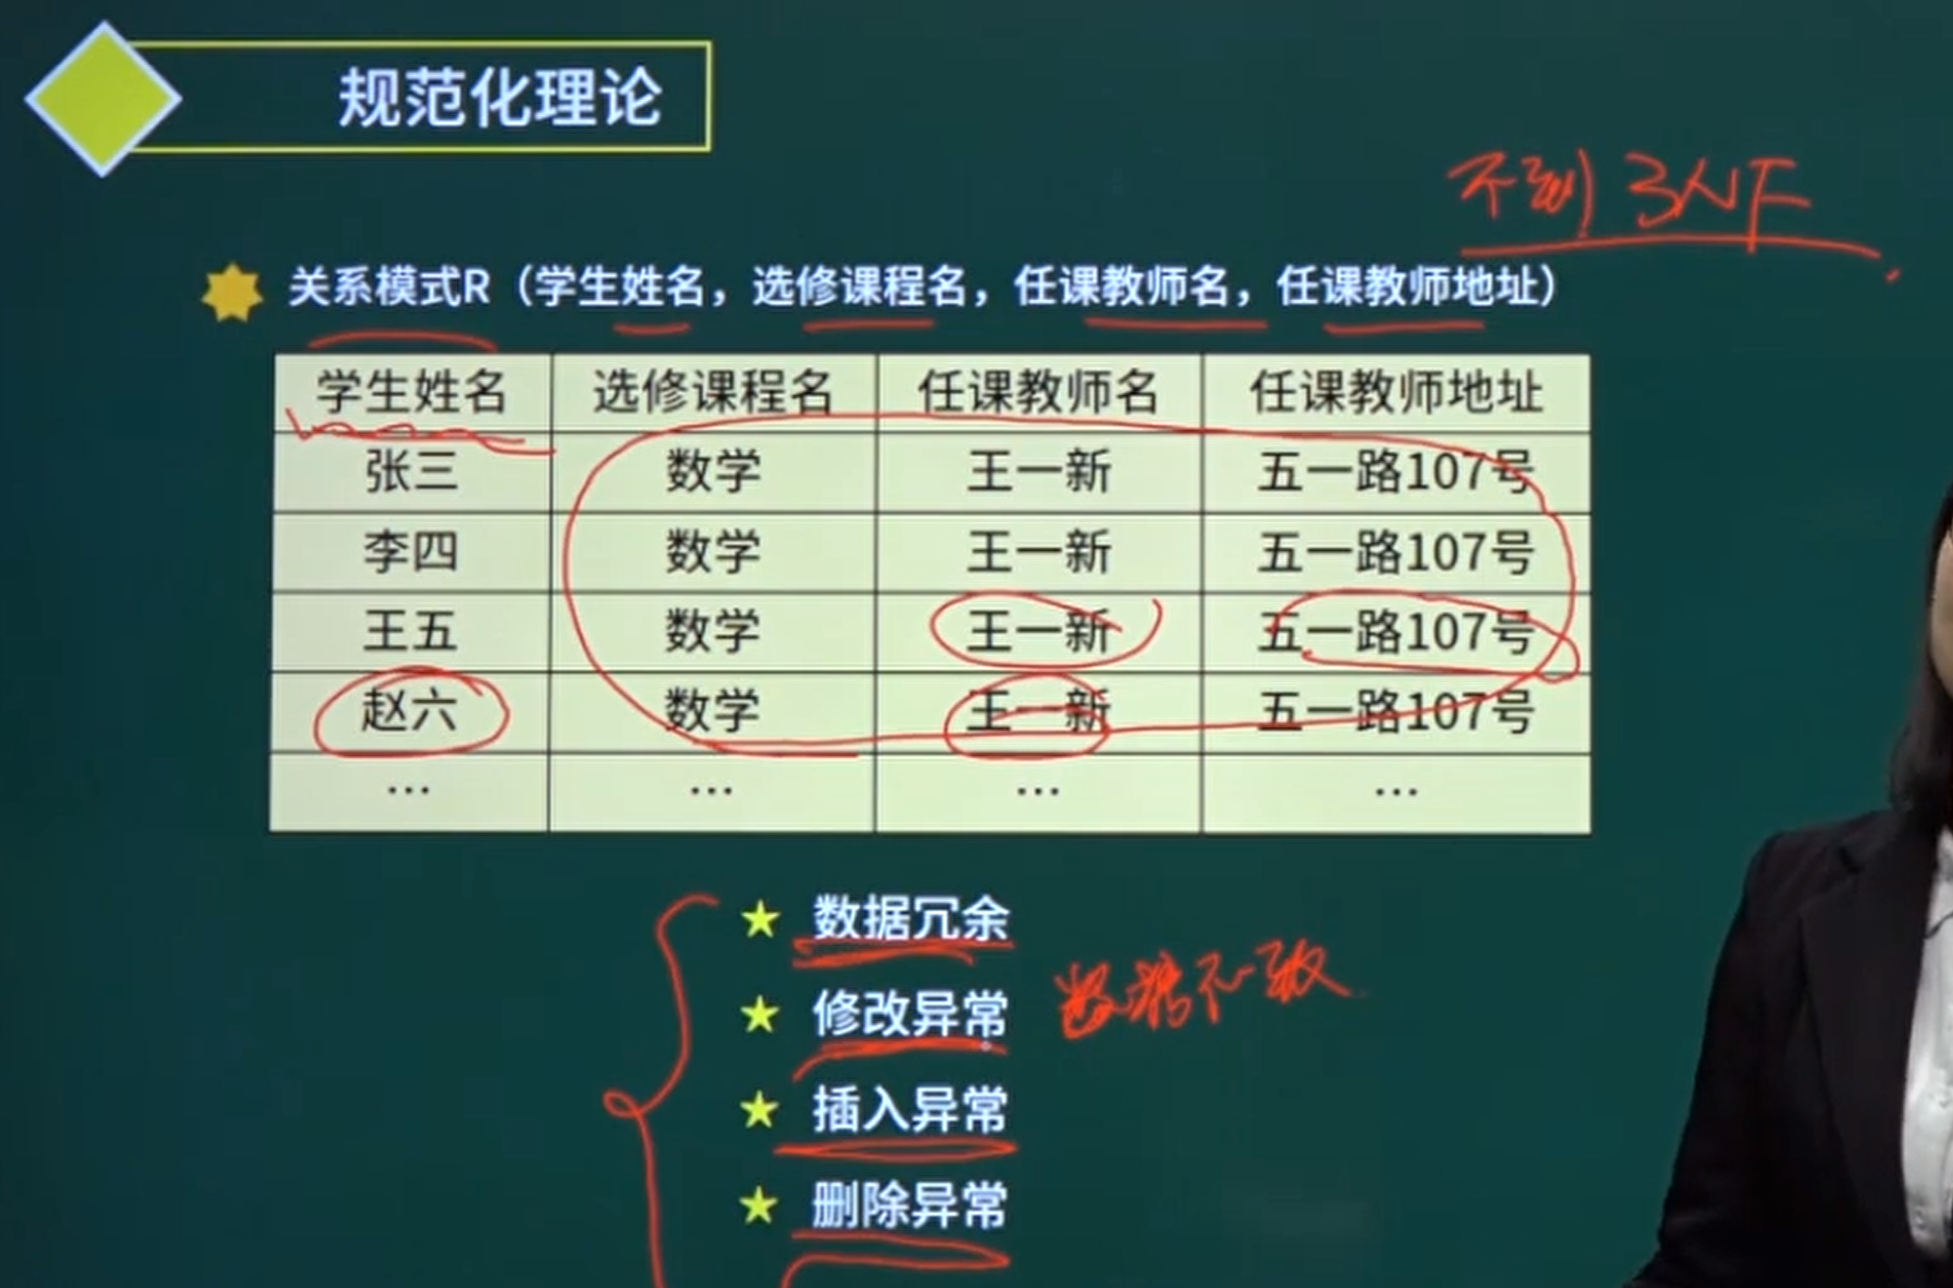 规范化理论
不到3NF
关系模式R（学生姓名，选修课程名，任课教师名，任课教师地址）
学生姓名 选修课程名 任课教师名 任课教师地址
张三 数学 王一新 五一路107号
李四 数学 王一新 五一路107号
王五 数学 王一新 五一路107号
赵六 数学 王一新 五一路107号
… … … …
★ 数据冗余
★ 修改异常 数据不一致
★ 插入异常
★ 删除异常